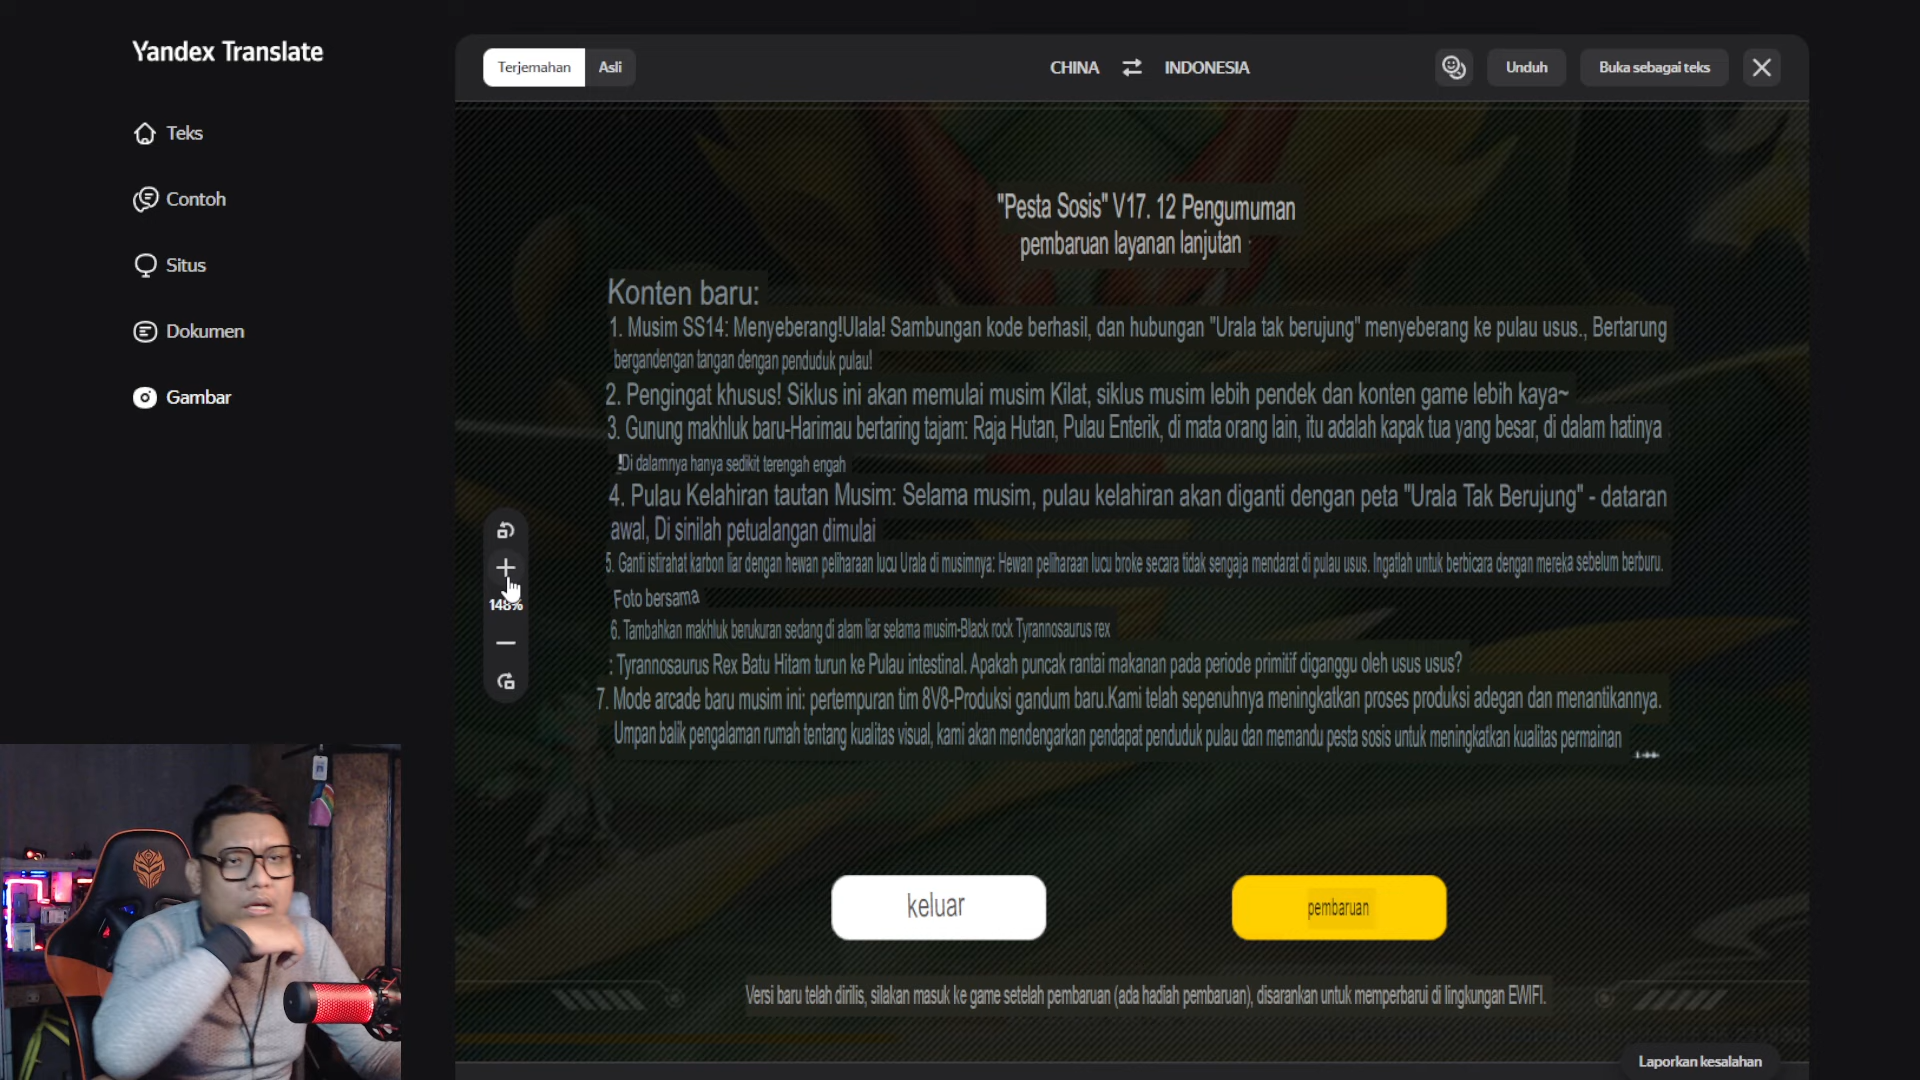 Yandex Translate
Teks
Contoh
Situs
Dokumen
Gambar
Terjemahan
Asli
CHINA
INDONESIA
Unduh
Buka sebagai teks
"Pesta Sosis" V17. 12 Pengumuman
pembaruan layanan lanjutan
Konten baru:
1. Musim SS14: Menyeberang!Ulala! Sambungan kode berhasil, dan hubungan "Urala tak berujung" menyeberang ke pulau usus., Bertarung
bergandengan tangan dengan penduduk pulau!
2. Pengingat khusus! Siklus ini akan memulai musim Kilat, siklus musim lebih pendek dan konten game lebih kaya~
3. Gunung makhluk baru-Harimau bertaring tajam: Raja Hutan, Pulau Enterik, di mata orang lain, itu adalah kapak tua yang besar, di dalam hatinya
!Di dalamnya hanya sedikit terengah engah
4. Pulau Kelahiran tautan Musim: Selama musim, pulau kelahiran akan diganti dengan peta "Urala Tak Berujung" - dataran
awal, Di sinilah petualangan dimulai
5. Ganti istirahat karbon liar dengan hewan peliharaan lucu Urala di musimnya: Hewan peliharaan lucu broke secara tidak sengaja mendarat di pulau usus. Ingatlah untuk berbicara dengan mereka sebelum berburu.
Foto bersama
6. Tambahkan makhluk berukuran sedang di alam liar selama musim-Black rock Tyrannosaurus rex
: Tyrannosaurus Rex Batu Hitam turun ke Pulau intestinal. Apakah puncak rantai makanan pada periode primitif diganggu oleh usus usus?
7. Mode arcade baru musim ini: pertempuran tim 8V8-Produksi gandum baru.Kami telah sepenuhnya meningkatkan proses produksi adegan dan menantikannya.
Umpan balik pengalaman rumah tentang kualitas visual, kami akan mendengarkan pendapat penduduk pulau dan memandu pesta sosis untuk meningkatkan kualitas permainan
148%
keluar
pembaruan
Versi baru telah dirilis, silakan masuk ke game setelah pembaruan (ada hadiah pembaruan), disarankan untuk memperbarui di lingkungan EWIFI.
Laporkan kesalahan